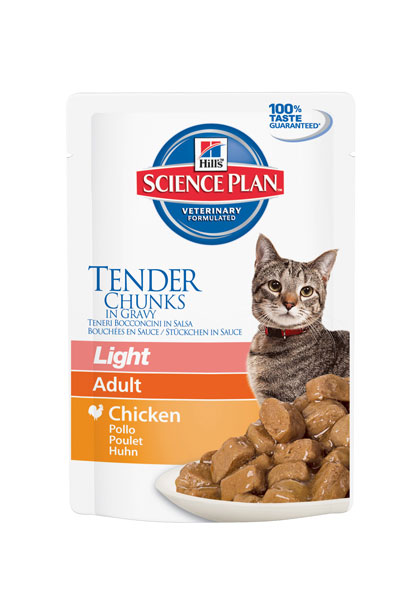 100%
TASTE
GUARANTEED*
Hill's
SCIENCE PLAN™
VETERINARY
FORMULATED
TENDER
CHUNKS
IN GRAVY
TENERI BOCCONCINI IN SALSA
BOUCHÉES EN SAUCE / STÜCKCHEN IN SAUCE
Light
Adult
Chicken
Pollo
Poulet
Huhn